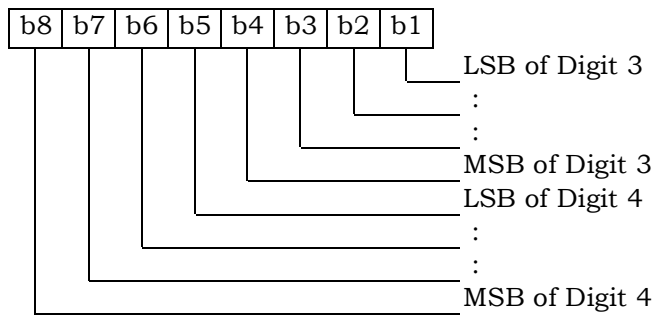 b8 b7 b6 b5 b4 b3 b2 b1
LSB of Digit 3
:
:
MSB of Digit 3
LSB of Digit 4
:
:
MSB of Digit 4